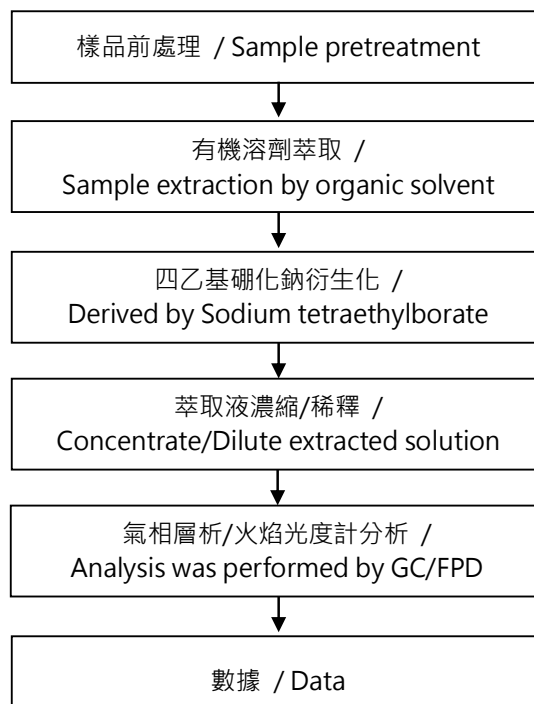 樣品前處理 / Sample pretreatment
有機溶劑萃取 /
Sample extraction by organic solvent
四乙基硼化鈉衍生化 /
Derived by Sodium tetraethylborate
萃取液濃縮/稀釋 /
Concentrate/Dilute extracted solution
氣相層析/火焰光度計分析 /
Analysis was performed by GC/FPD
數據 / Data